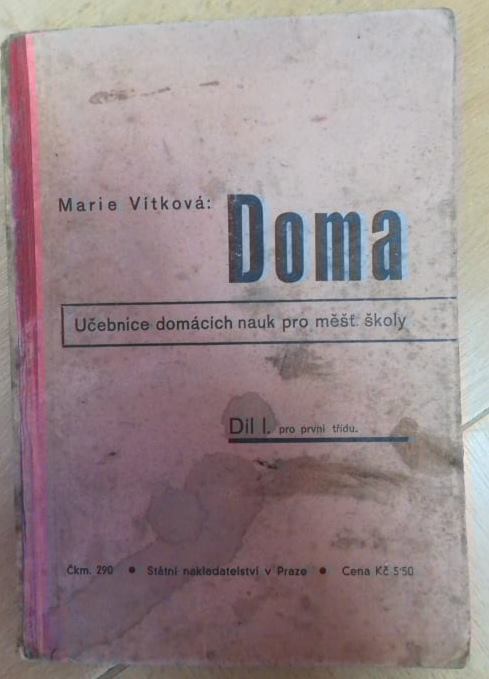 Marie Vitková:
Doma
Učebnice domácích nauk pro měšť. školy
Díl I. pro první třídu.
Čkm. 290 • Státní nakladatelství v Praze • Cena Kč 5·50